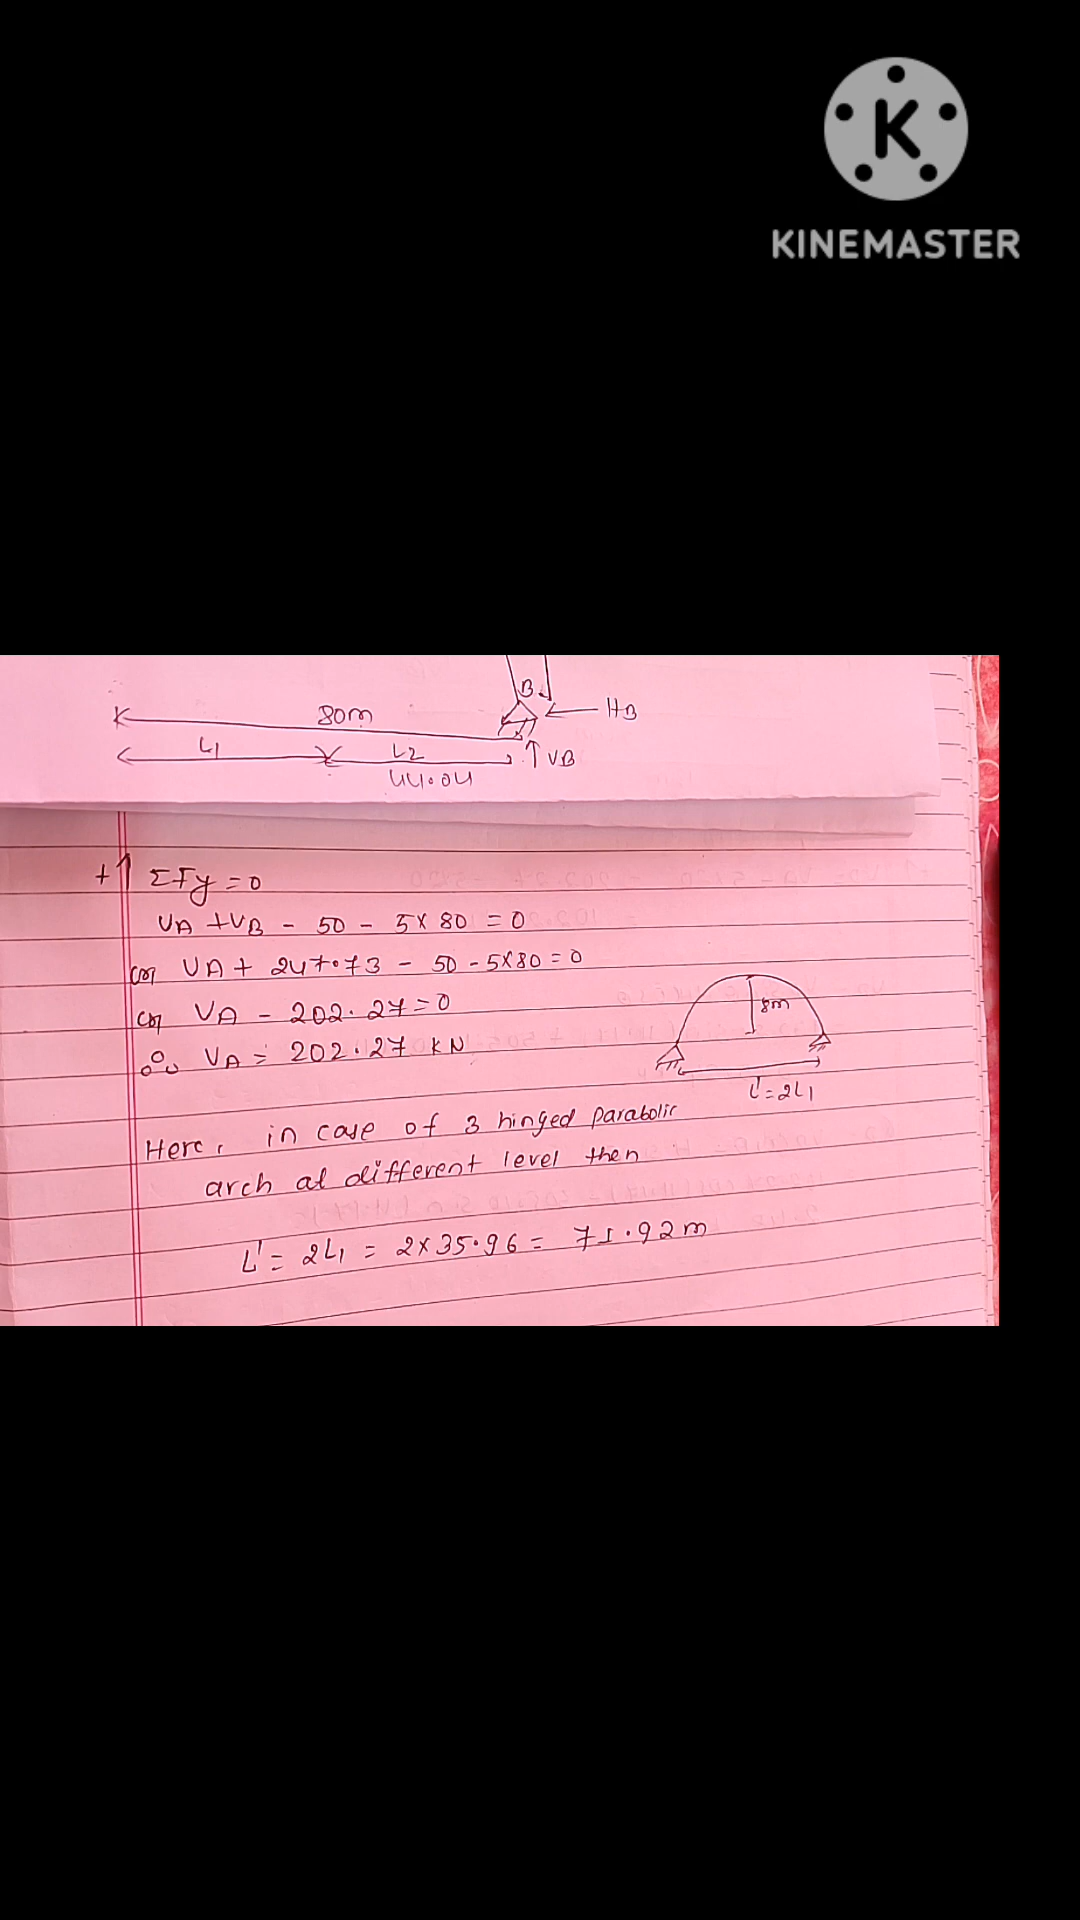 KINEMASTER
80m
B
HB
L1
L2
VB
44.04
+↑ ΣFy = 0
VA + VB - 50 - 5×80 = 0
or VA + 247.73 - 50 - 5×80 = 0
or VA - 202.27 = 0
∴ VA = 202.27 KN
8m
L' = 2L1
Here, in case of 3 hinged parabolic
arch at different level then
L' = 2L1 = 2×35.96 = 71.92m